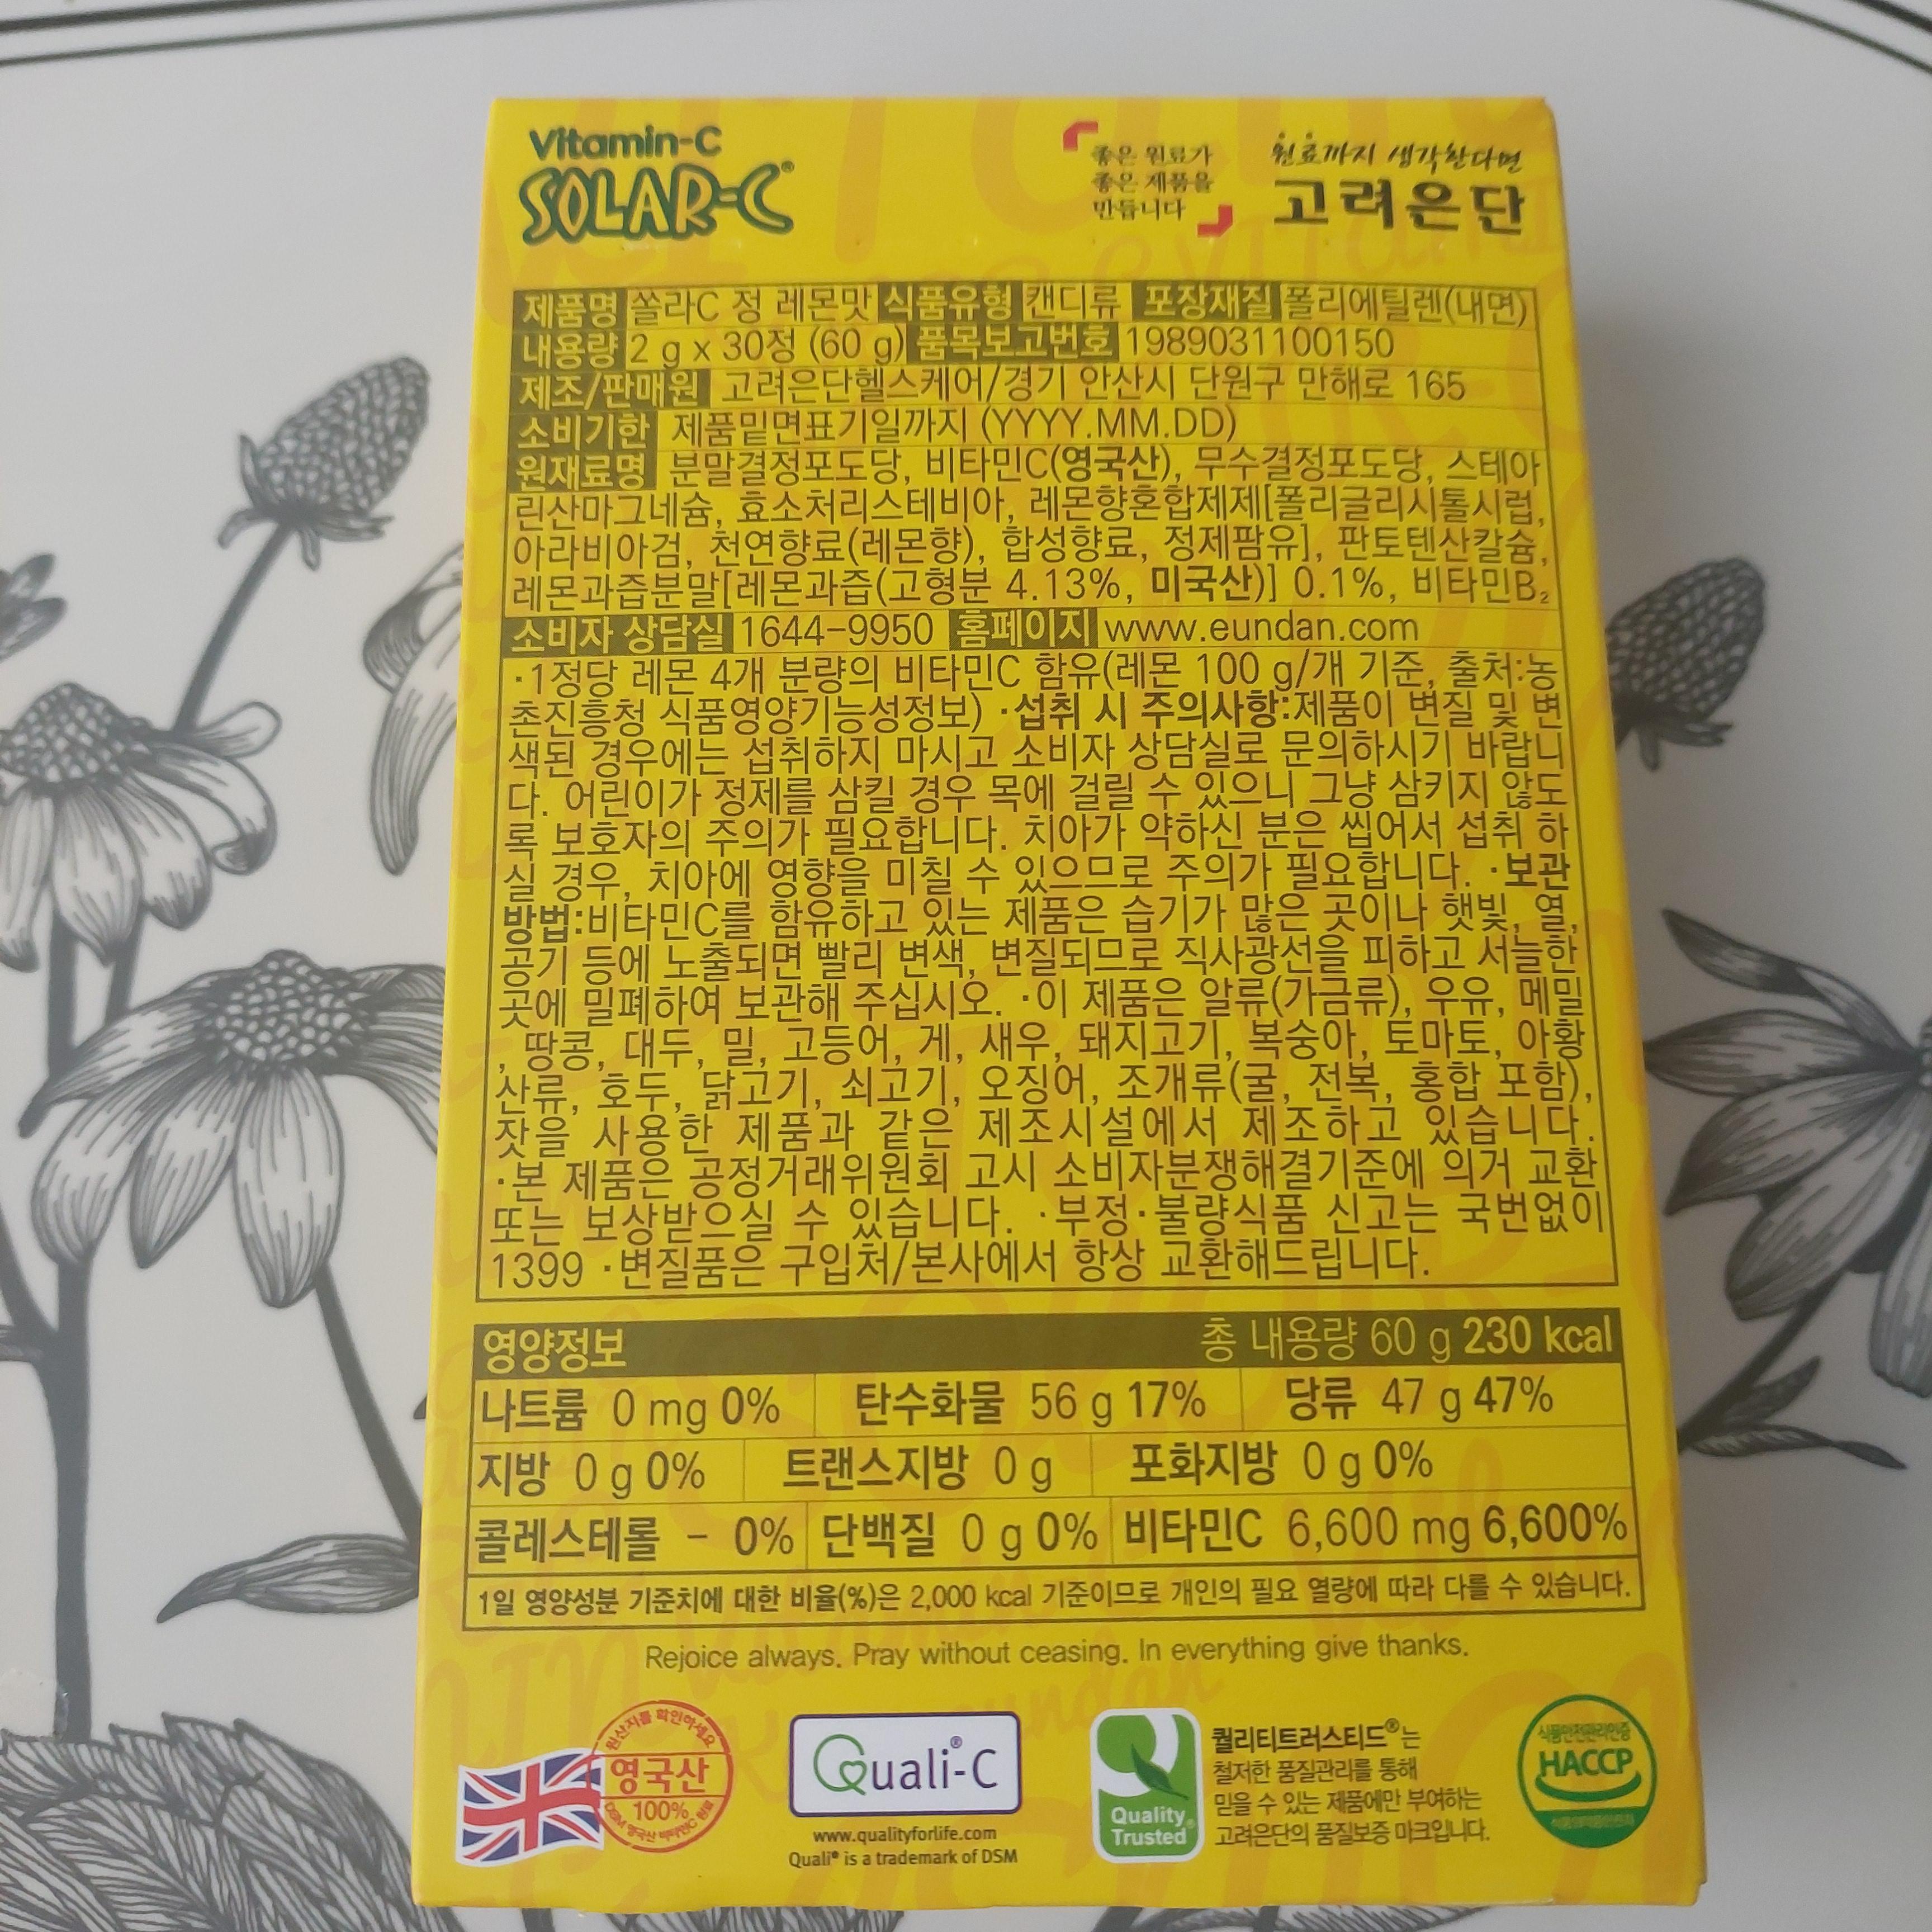 Vitamin-C
SOLAR-C®
좋은 원료가
좋은 제품을
만듭니다
원료까지 생각한다면
고려은단
제품명 쏠라C 정 레몬맛 식품유형 캔디류 포장재질 폴리에틸렌(내면)
내용량 2 g x 30정 (60 g) 품목보고번호 1989031100150
제조/판매원 고려은단헬스케어/경기 안산시 단원구 만해로 165
소비기한 제품밑면표기일까지 (YYYY.MM.DD)
원재료명 분말결정포도당, 비타민C(영국산), 무수결정포도당, 스테아
린산마그네슘, 효소처리스테비아, 레몬향혼합제제[폴리글리시톨시럽,
아라비아검, 천연향료(레몬향), 합성향료, 정제팜유], 판토텐산칼슘,
레몬과즙분말[레몬과즙(고형분 4.13%, 미국산)] 0.1%, 비타민B₂
소비자 상담실 1644-9950 홈페이지 www.eundan.com
·1정당 레몬 4개 분량의 비타민C 함유(레몬 100 g/개 기준, 출처:농
촌진흥청 식품영양기능성정보) ·섭취 시 주의사항:제품이 변질 및 변
색된 경우에는 섭취하지 마시고 소비자 상담실로 문의하시기 바랍니
다. 어린이가 정제를 삼킬 경우 목에 걸릴 수 있으니 그냥 삼키지 않도
록 보호자의 주의가 필요합니다. 치아가 약하신 분은 씹어서 섭취 하
실 경우, 치아에 영향을 미칠 수 있으므로 주의가 필요합니다. ·보관
방법:비타민C를 함유하고 있는 제품은 습기가 많은 곳이나 햇빛, 열,
공기 등에 노출되면 빨리 변색, 변질되므로 직사광선을 피하고 서늘한
곳에 밀폐하여 보관해 주십시오. ·이 제품은 알류(가금류), 우유, 메밀
, 땅콩, 대두, 밀, 고등어, 게, 새우, 돼지고기, 복숭아, 토마토, 아황
산류, 호두, 닭고기, 쇠고기, 오징어, 조개류(굴, 전복, 홍합 포함),
잣을 사용한 제품과 같은 제조시설에서 제조하고 있습니다.
·본 제품은 공정거래위원회 고시 소비자분쟁해결기준에 의거 교환
또는 보상받으실 수 있습니다. ·부정·불량식품 신고는 국번없이
1399 ·변질품은 구입처/본사에서 항상 교환해드립니다.
영양정보 총 내용량 60 g 230 kcal
나트륨 0 mg 0% 탄수화물 56 g 17% 당류 47 g 47%
지방 0 g 0% 트랜스지방 0 g 포화지방 0 g 0%
콜레스테롤 - 0% 단백질 0 g 0% 비타민C 6,600 mg 6,600%
1일 영양성분 기준치에 대한 비율(%)은 2,000 kcal 기준이므로 개인의 필요 열량에 따라 다를 수 있습니다.
Rejoice always. Pray without ceasing. In everything give thanks.
원산지를 확인하세요
영국산
100%
DSM 영국산 비타민C 원료
Quali®-C
www.qualityforlife.com
Quali® is a trademark of DSM
Quality
Trusted®
퀄리티트러스티드®는
철저한 품질관리를 통해
믿을 수 있는 제품에만 부여하는
고려은단의 품질보증 마크입니다.
식품안전관리인증
HACCP